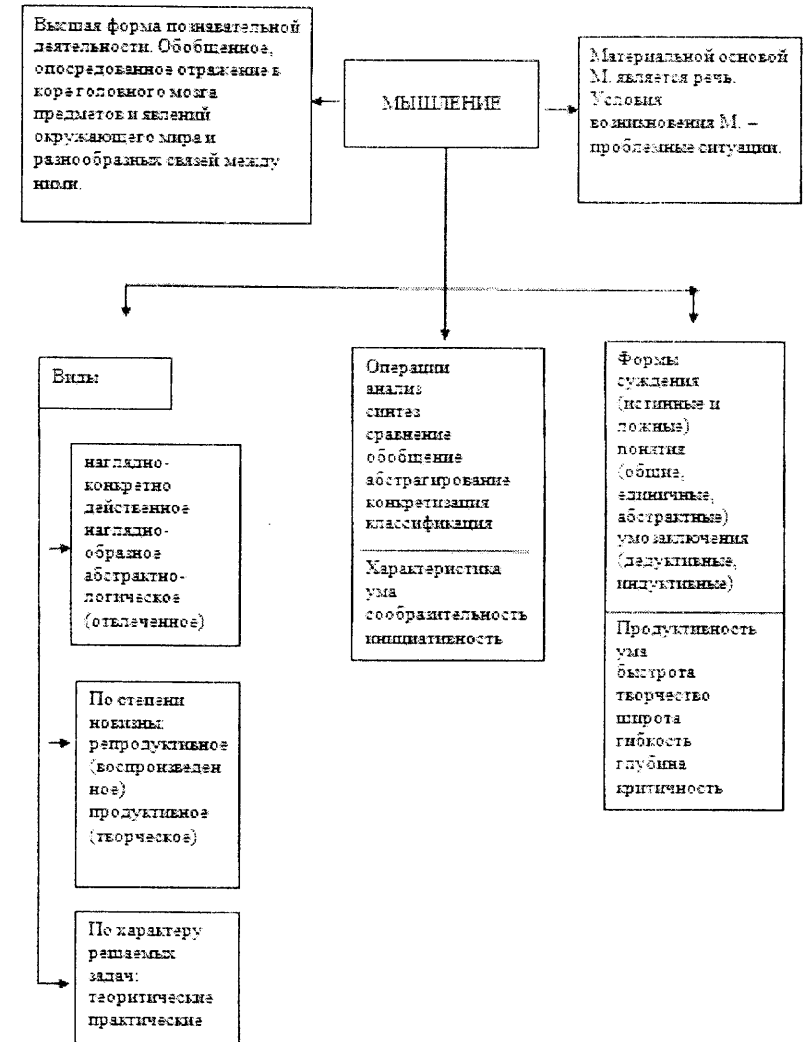 Высшая форма познавательной
деятельности. Обобщенное,
опосредованное отражение в
коре головного мозга
предметов и явлений
окружающего мира и
разнообразных связей между
ними.
МЫШЛЕНИЕ
Материальной основой
М. является речь.
Условия
возникновения М. –
проблемные ситуации.
Виды
наглядно-
конкретно
действенное
наглядно-
образное
абстрактно-
логическое
(отвлеченное)
По степени
новизны:
репродуктивное
(воспроизведен
ное)
продуктивное
(творческое)
По характеру
решаемых
задач:
теоритические
практические
Операции
анализ
синтез
сравнение
обобщение
абстрагирование
конкретизация
классификация
Характеристика
ума
сообразительность
инициативность
Формы
суждения
(истинные и
ложные)
понятия
(общие,
единичные,
абстрактные)
умозаключения
(дедуктивные,
индуктивные)
Продуктивность
ума
быстрота
творчество
широта
гибкость
глубина
критичность